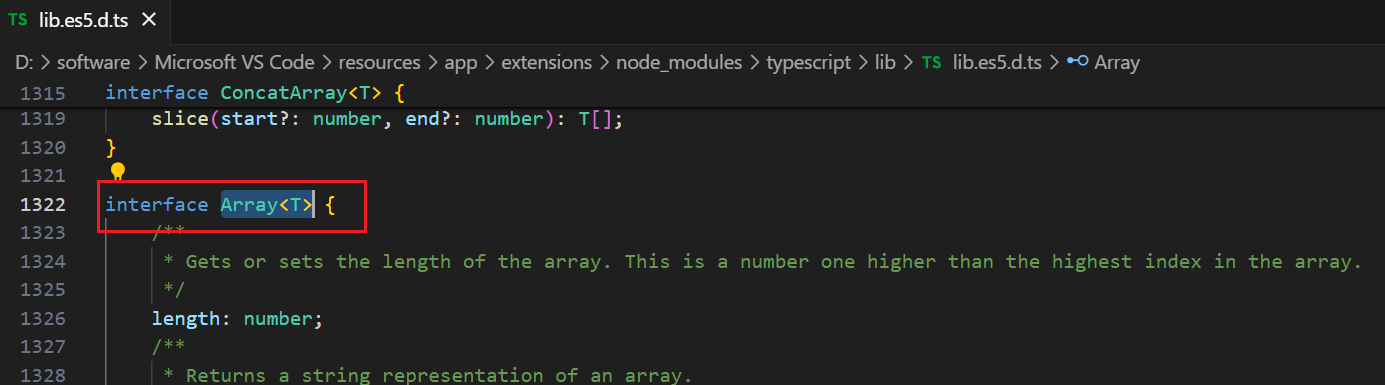 TS lib.es5.d.ts ×
D: > software > Microsoft VS Code > resources > app > extensions > node_modules > typescript > lib > TS lib.es5.d.ts > Array
1315 interface ConcatArray<T> {
1319 slice(start?: number, end?: number): T[];
1320 }
1321
1322 interface Array<T> {
1323 /**
1324 * Gets or sets the length of the array. This is a number one higher than the highest index in the array.
1325 */
1326 length: number;
1327 /**
1328 * Returns a string representation of an array.